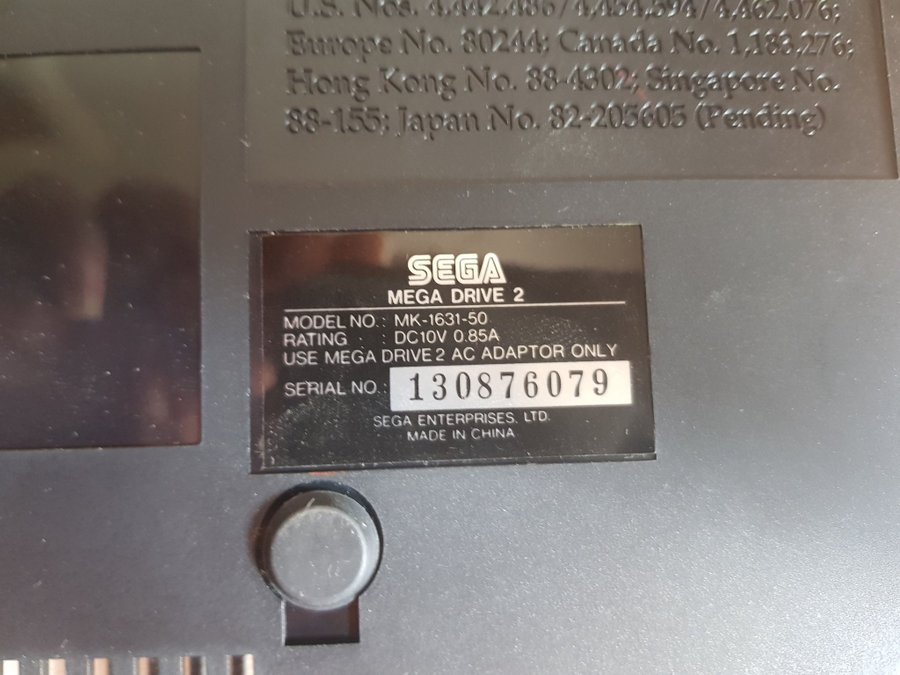 U.S. Nos. 4,442,486/4,454,594/4,462,076;
Europe No. 80244; Canada No. 1,183,276;
Hong Kong No. 88-4302; Singapore No.
88-155; Japan No. 82-205605 (Pending)
SEGA
MEGA DRIVE 2
MODEL NO.: MK-1631-50
RATING : DC10V 0.85A
USE MEGA DRIVE 2 AC ADAPTOR ONLY
SERIAL NO.: 130876079
SEGA ENTERPRISES, LTD.
MADE IN CHINA